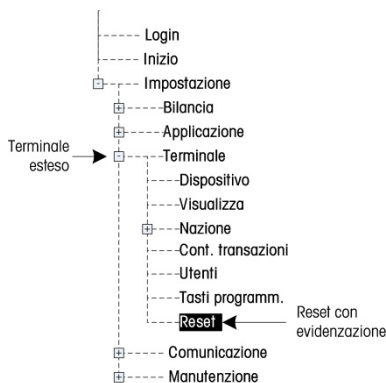 Login
Inizio
Impostazione
Bilancia
Applicazione
Terminale
esteso
Terminale
Dispositivo
Visualizza
Nazione
Cont. transazioni
Utenti
Tasti programm.
Reset
Reset con
evidenzazione
Comunicazione
Manutenzione